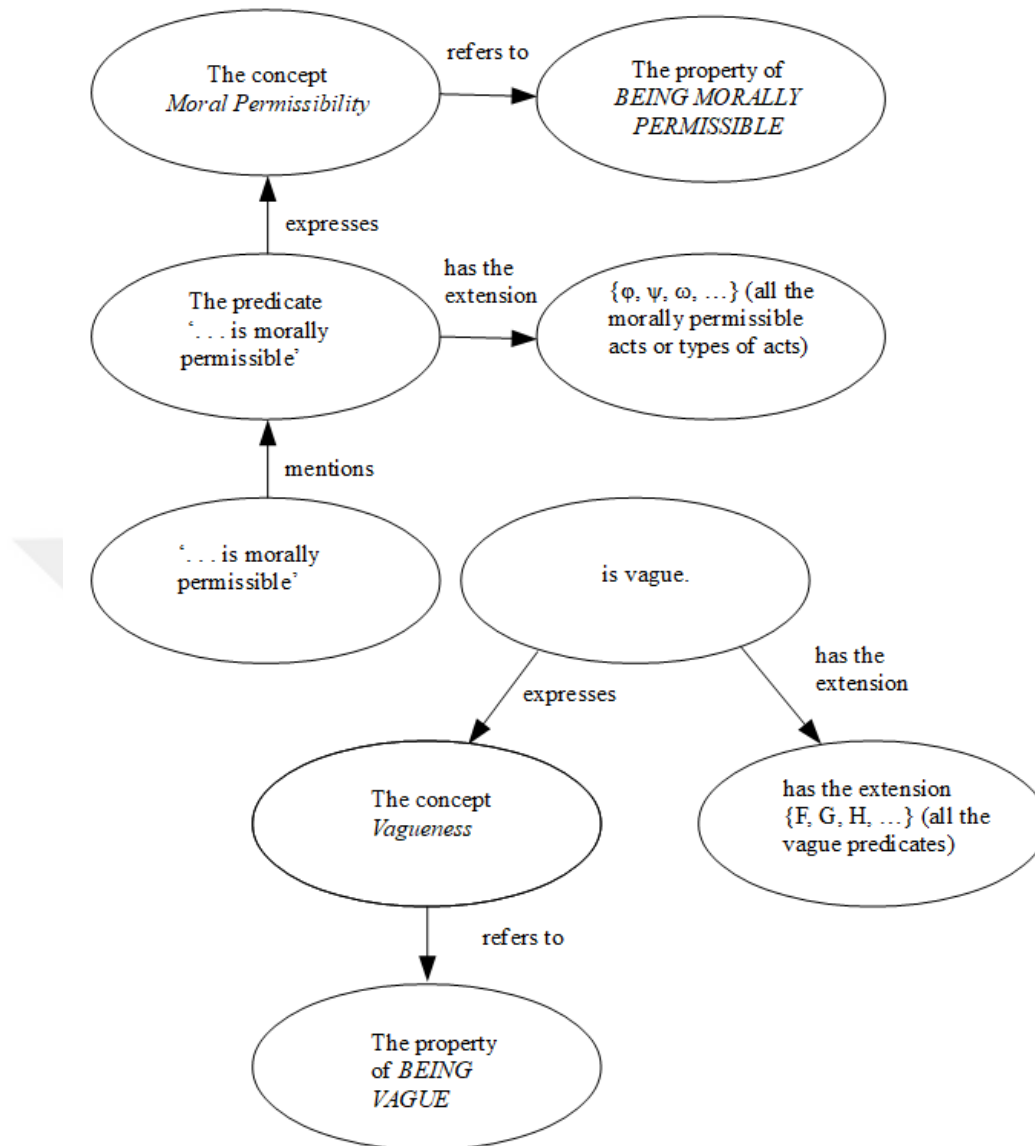 refers to
The concept
Moral Permissibility
The property of
BEING MORALLY
PERMISSIBLE
expresses
has the
extension
The predicate
‘. . . is morally
permissible’
{φ, ψ, ω, …} (all the
morally permissible
acts or types of acts)
mentions
‘. . . is morally
permissible’
is vague.
has the
extension
expresses
The concept
Vagueness
has the extension
{F, G, H, …} (all the
vague predicates)
refers to
The property
of BEING
VAGUE